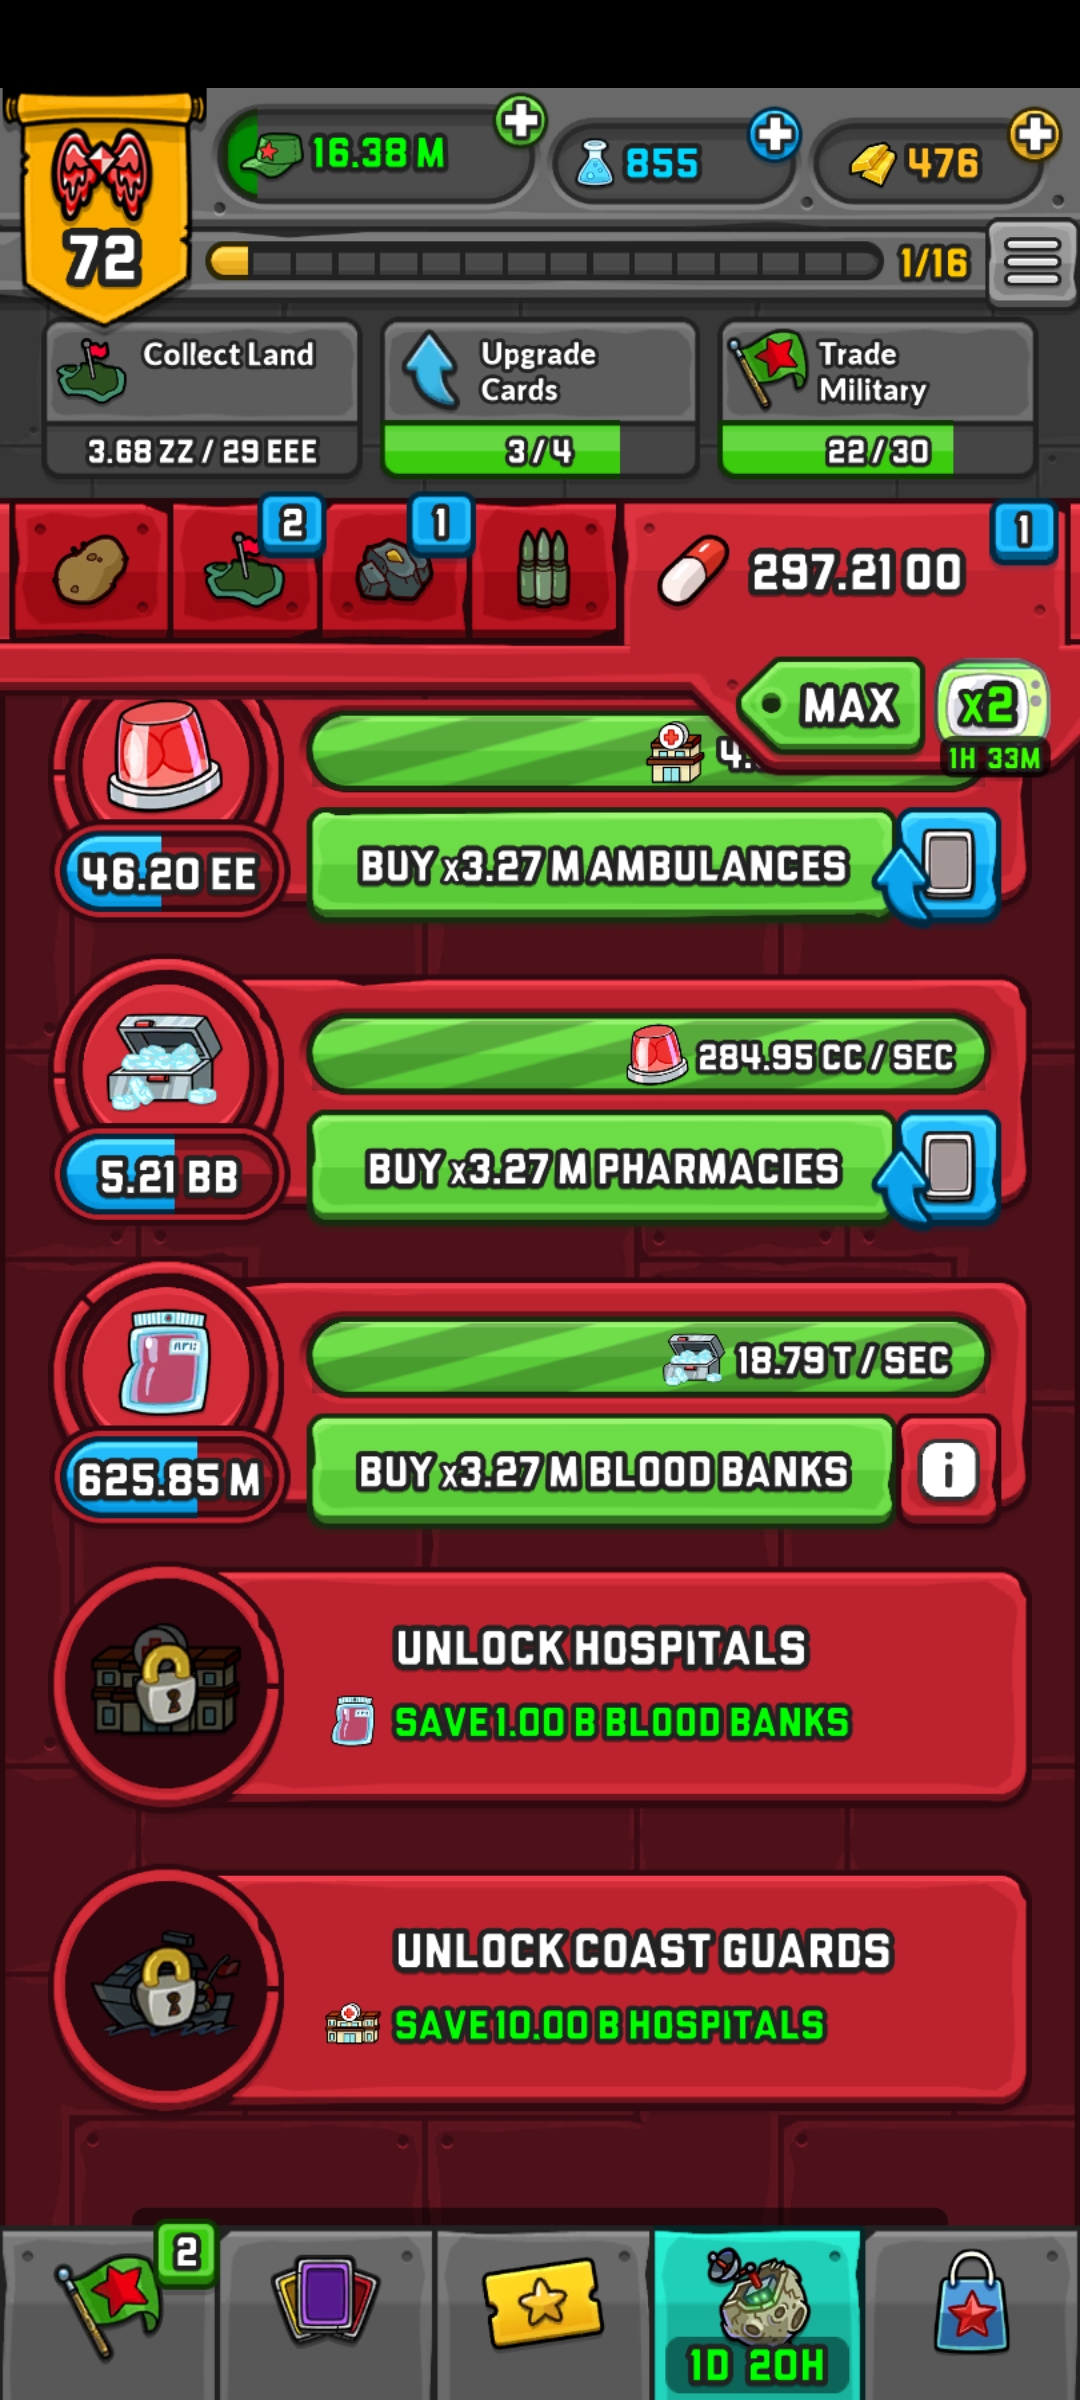 16.38 M
855
476
72
1/16
Collect Land
3.68 ZZ / 29 EEE
Upgrade
Cards
3/4
Trade
Military
22/30
2
1
297.21 OO
1
MAX
x2
1H 33M
46.20 EE
BUY x3.27 M AMBULANCES
284.95 CC / SEC
5.21 BB
BUY x3.27 M PHARMACIES
18.79 T / SEC
625.85 M
BUY x3.27 M BLOOD BANKS
i
UNLOCK HOSPITALS
SAVE 1.00 B BLOOD BANKS
UNLOCK COAST GUARDS
SAVE 10.00 B HOSPITALS
2
1D 20H